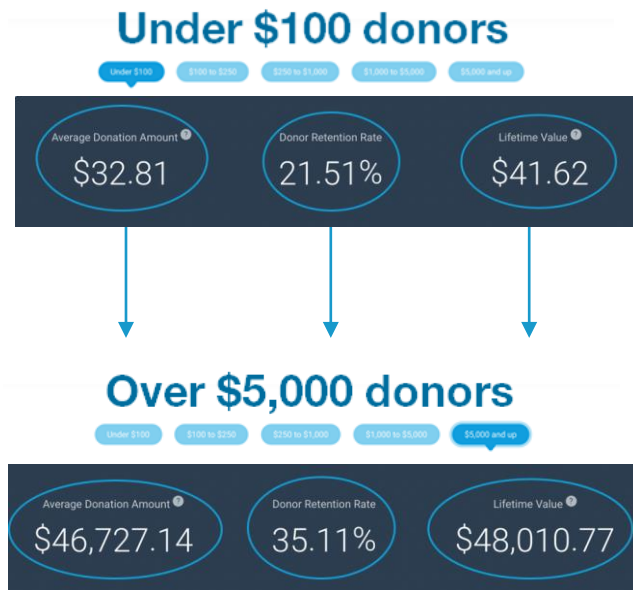 Under $100 donors
Under $100 $100 to $250 $250 to $1,000 $1,000 to $5,000 $5,000 and up
Average Donation Amount ? Donor Retention Rate Lifetime Value ?
$32.81 21.51% $41.62
Over $5,000 donors
Under $100 $100 to $250 $250 to $1,000 $1,000 to $5,000 $5,000 and up
Average Donation Amount ? Donor Retention Rate Lifetime Value ?
$46,727.14 35.11% $48,010.77